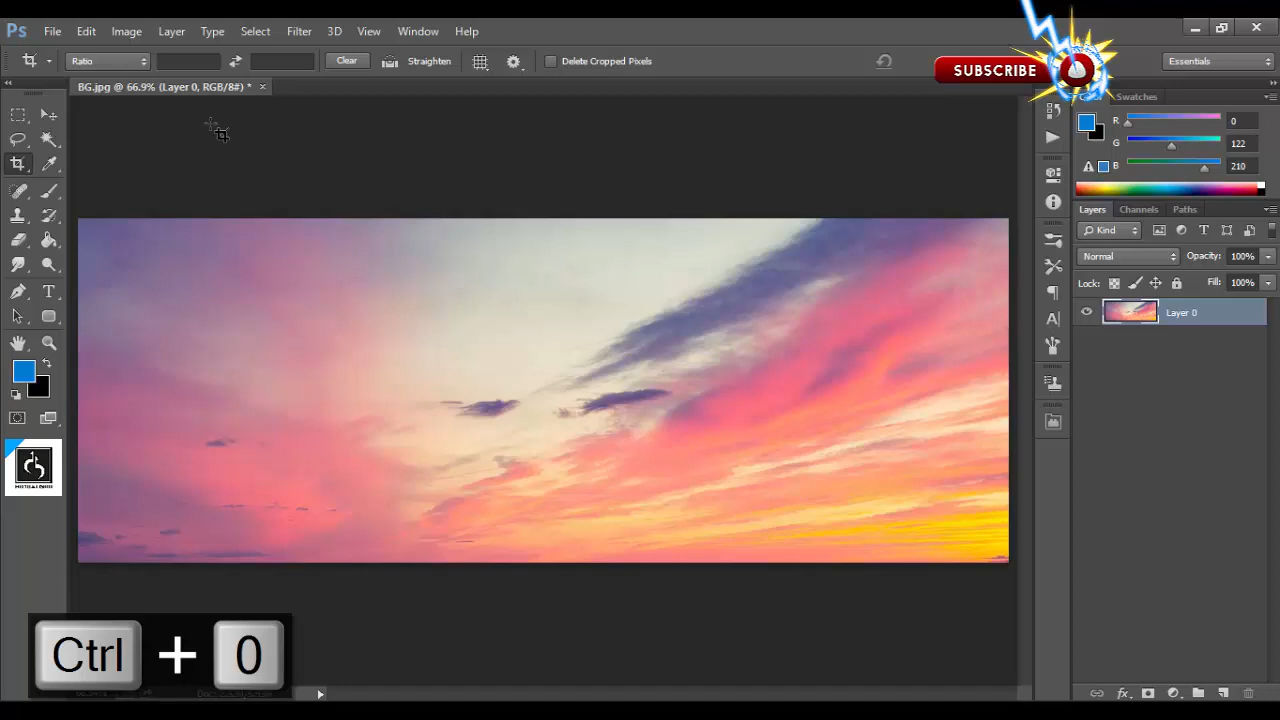 Ps File Edit Image Layer Type Select Filter 3D View Window Help
Ratio Clear Straighten Delete Cropped Pixels SUBSCRIBE Essentials
BG.jpg @ 66.9% (Layer 0, RGB/8#) * ×
Color Swatches
R 0
G 122
B 210
Layers Channels Paths
Kind
Normal Opacity: 100%
Lock: Fill: 100%
Layer 0
Ctrl + 0